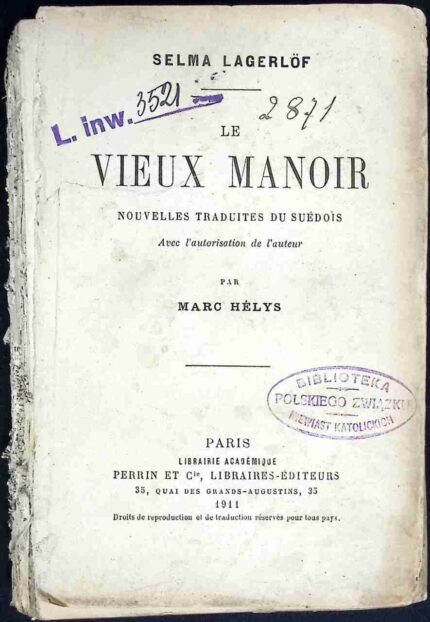 SELMA LAGERLÖF
L. inw. 3521
2871
LE
VIEUX MANOIR
NOUVELLES TRADUITES DU SUÉDOIS
Avec l'autorisation de l'auteur
PAR
MARC HÉLYS
BIBLIOTEKA
POLSKIEGO ZWIĄZKU
NIEWIAST KATOLICKICH
PARIS
LIBRAIRIE ACADÉMIQUE
PERRIN ET Cie, LIBRAIRES-ÉDITEURS
35, QUAI DES GRANDS-AUGUSTINS, 35
1911
Droits de reproduction et de traduction réservés pour tous pays.